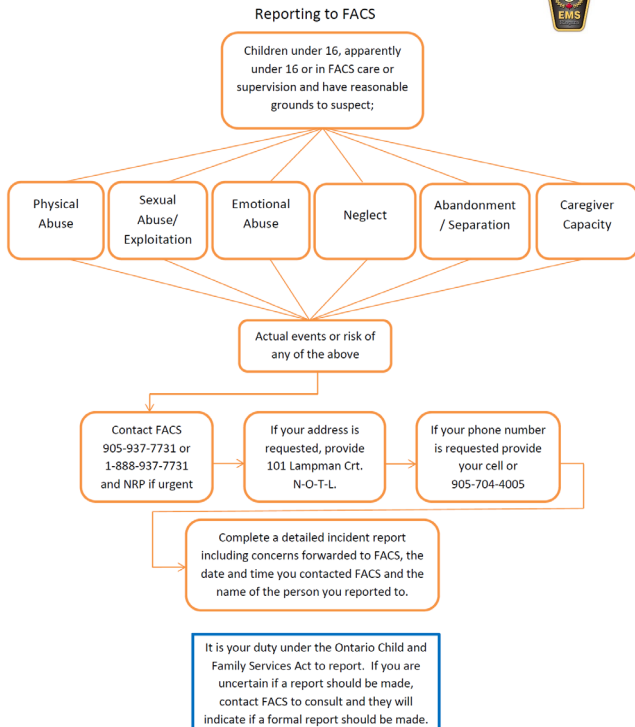 Reporting to FACS
EMS
Children under 16, apparently
under 16 or in FACS care or
supervision and have reasonable
grounds to suspect;
Physical
Abuse
Sexual
Abuse/
Exploitation
Emotional
Abuse
Neglect
Abandonment
/ Separation
Caregiver
Capacity
Actual events or risk of
any of the above
Contact FACS
905-937-7731 or
1-888-937-7731
and NRP if urgent
If your address is
requested, provide
101 Lampman Crt.
N-O-T-L.
If your phone number
is requested provide
your cell or
905-704-4005
Complete a detailed incident report
including concerns forwarded to FACS, the
date and time you contacted FACS and the
name of the person you reported to.
It is your duty under the Ontario Child and
Family Services Act to report.  If you are
uncertain if a report should be made,
contact FACS to consult and they will
indicate if a formal report should be made.